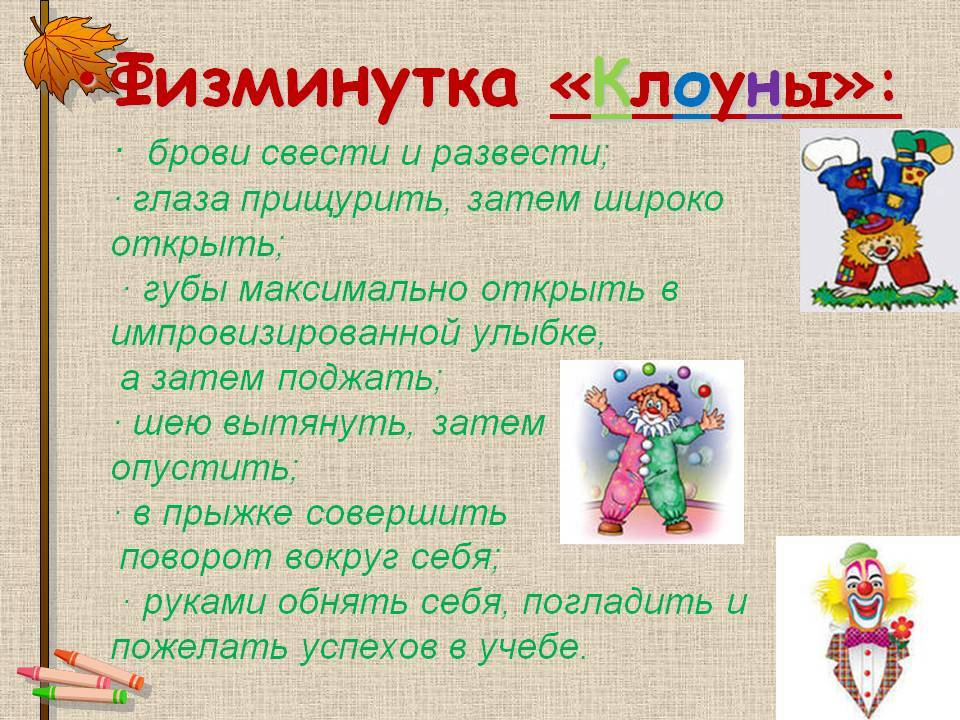 • Физминутка «Клоуны»:
· брови свести и развести;
· глаза прищурить, затем широко
открыть;
· губы максимально открыть в
импровизированной улыбке,
а затем поджать;
· шею вытянуть, затем
опустить;
· в прыжке совершить
поворот вокруг себя;
· руками обнять себя, погладить и
пожелать успехов в учебе.